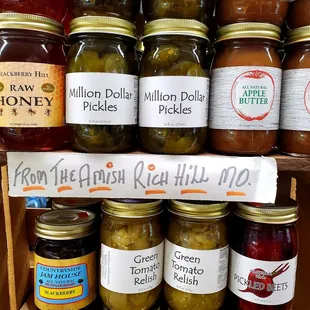 BLACKBERRY HILL
RAW
HONEY
Million Dollar
Pickles
Million Dollar
Pickles
ALL NATURAL
APPLE
BUTTER
FROM THE AMISH RICH HILL MO.
COUNTRYSIDE
JAM HOUSE
BLACKBERRY
Green
Tomato
Relish
Green
Tomato
Relish
PICKLED BEETS